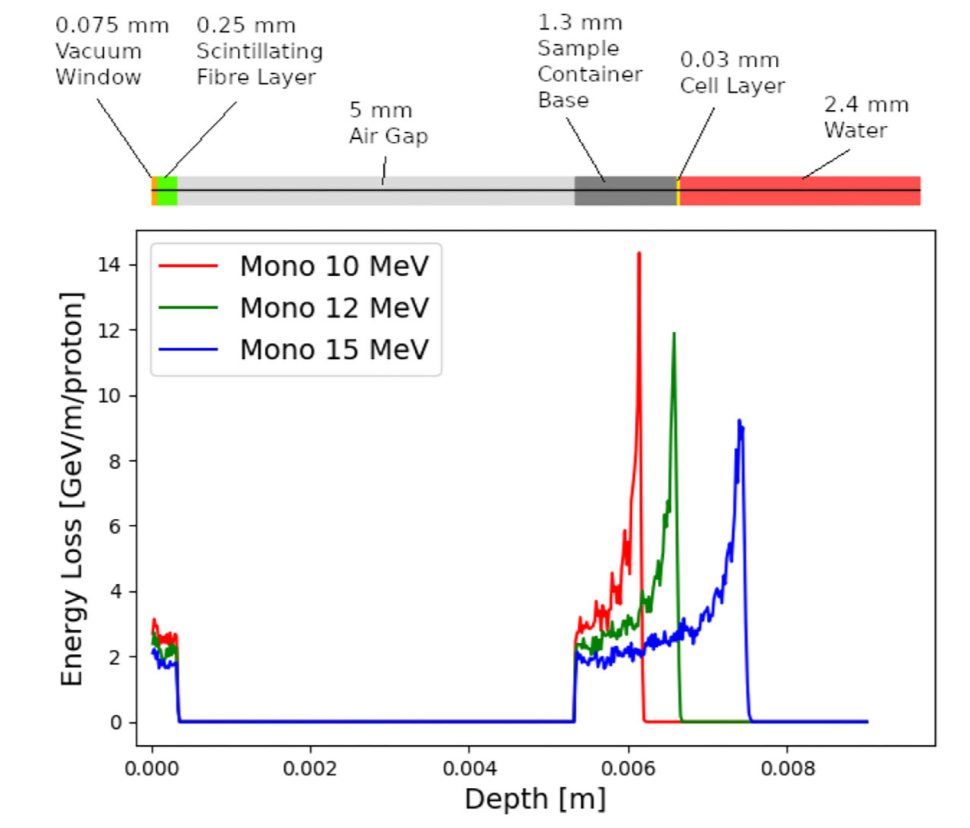 0.075 mm
Vacuum
Window
0.25 mm
Scintillating
Fibre Layer
5 mm
Air Gap
1.3 mm
Sample
Container
Base
0.03 mm
Cell Layer
2.4 mm
Water
Mono 10 MeV
Mono 12 MeV
Mono 15 MeV
Energy Loss [GeV/m/proton]
14
12
10
8
6
4
2
0
0.000
0.002
0.004
0.006
0.008
Depth [m]